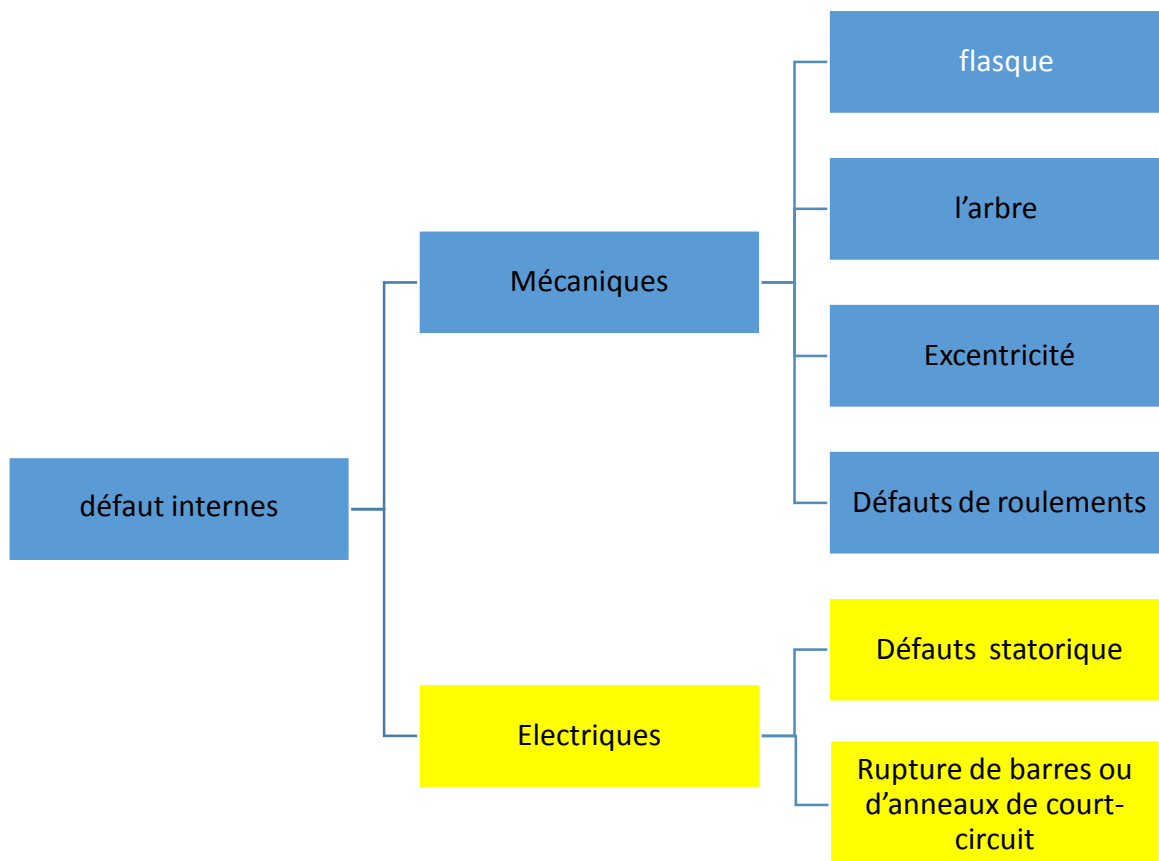 flasque
l’arbre
Mécaniques
Excentricité
défaut internes
Défauts de roulements
Défauts statorique
Electriques
Rupture de barres ou
d’anneaux de court-
circuit